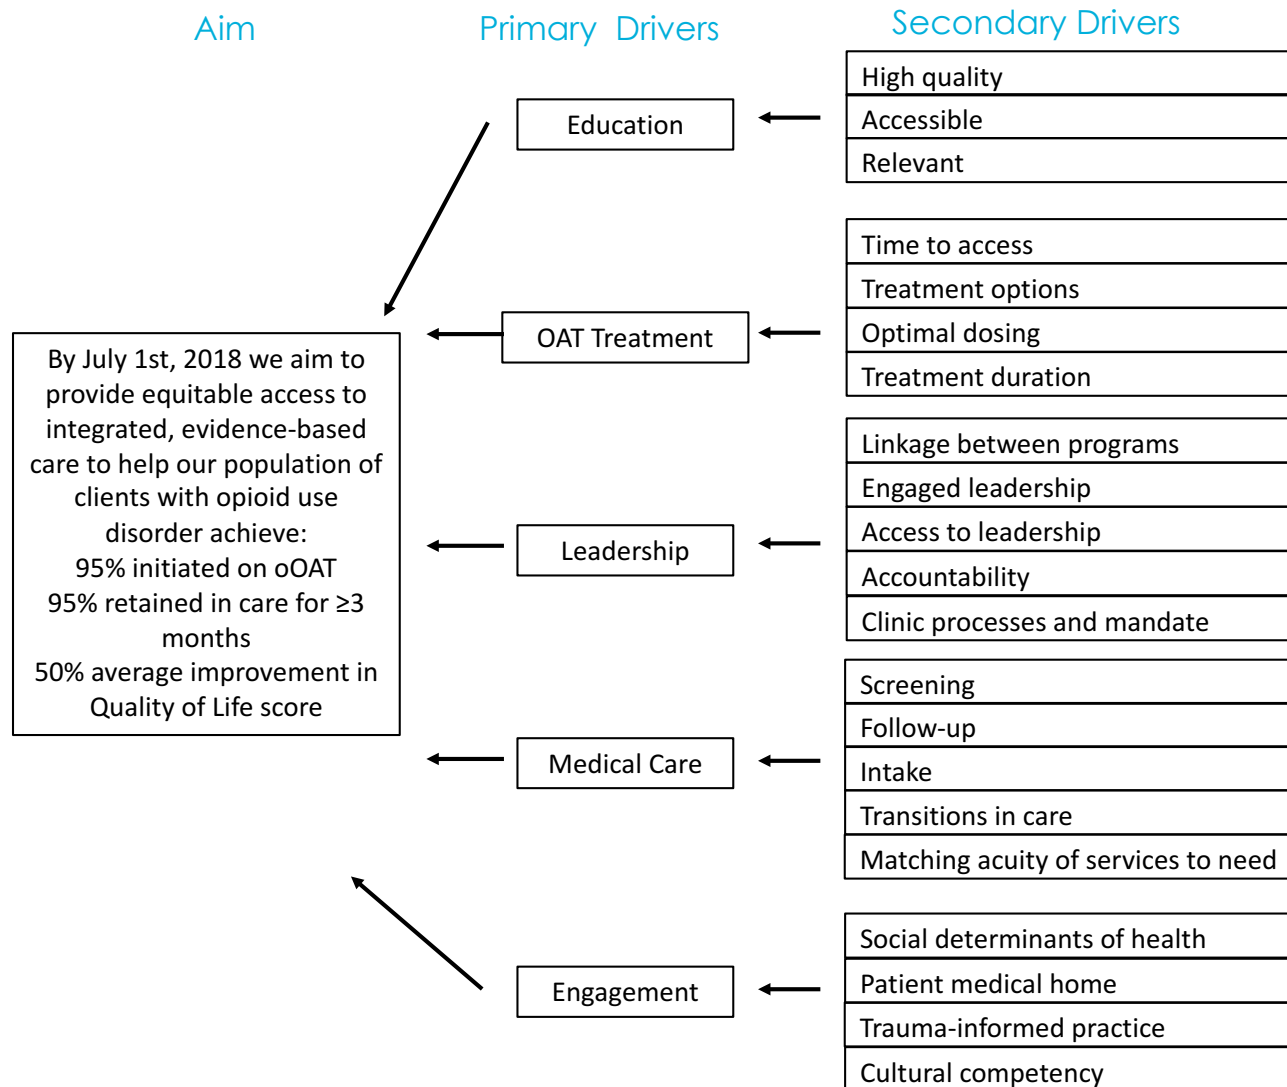 Aim
Primary Drivers
Secondary Drivers
Education
High quality
Accessible
Relevant
OAT Treatment
Time to access
Treatment options
Optimal dosing
Treatment duration
By July 1st, 2018 we aim to
provide equitable access to
integrated, evidence-based
care to help our population of
clients with opioid use
disorder achieve:
95% initiated on oOAT
95% retained in care for ≥3
months
50% average improvement in
Quality of Life score
Leadership
Linkage between programs
Engaged leadership
Access to leadership
Accountability
Clinic processes and mandate
Medical Care
Screening
Follow-up
Intake
Transitions in care
Matching acuity of services to need
Engagement
Social determinants of health
Patient medical home
Trauma-informed practice
Cultural competency